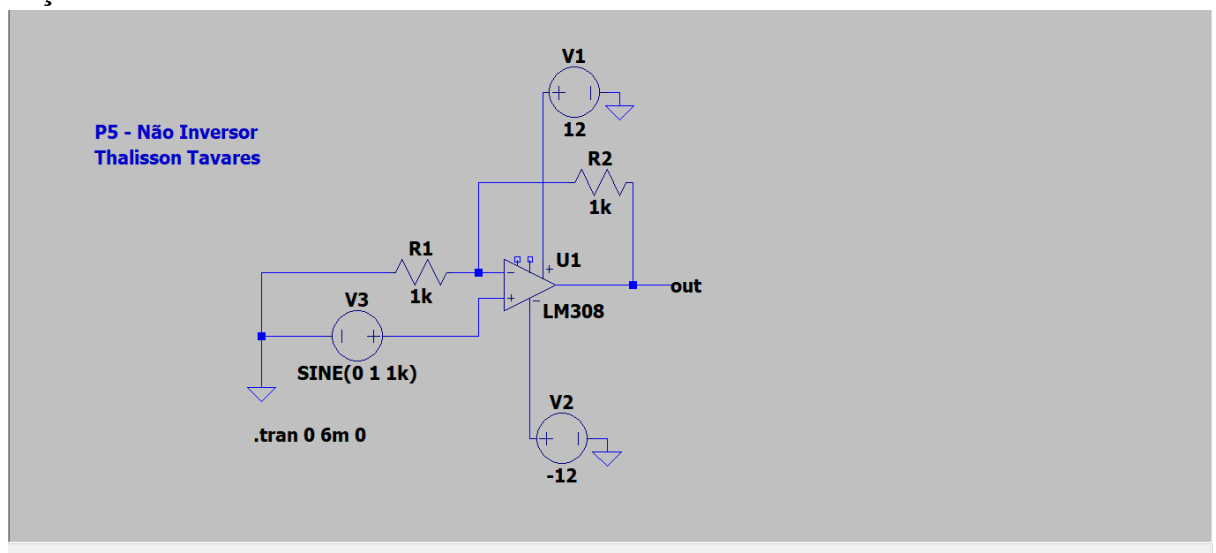 V1
12
P5 - Não Inversor
Thalisson Tavares
R2
1k
R1
1k
U1
LM308
out
V3
SINE(0 1 1k)
V2
-12
.tran 0 6m 0